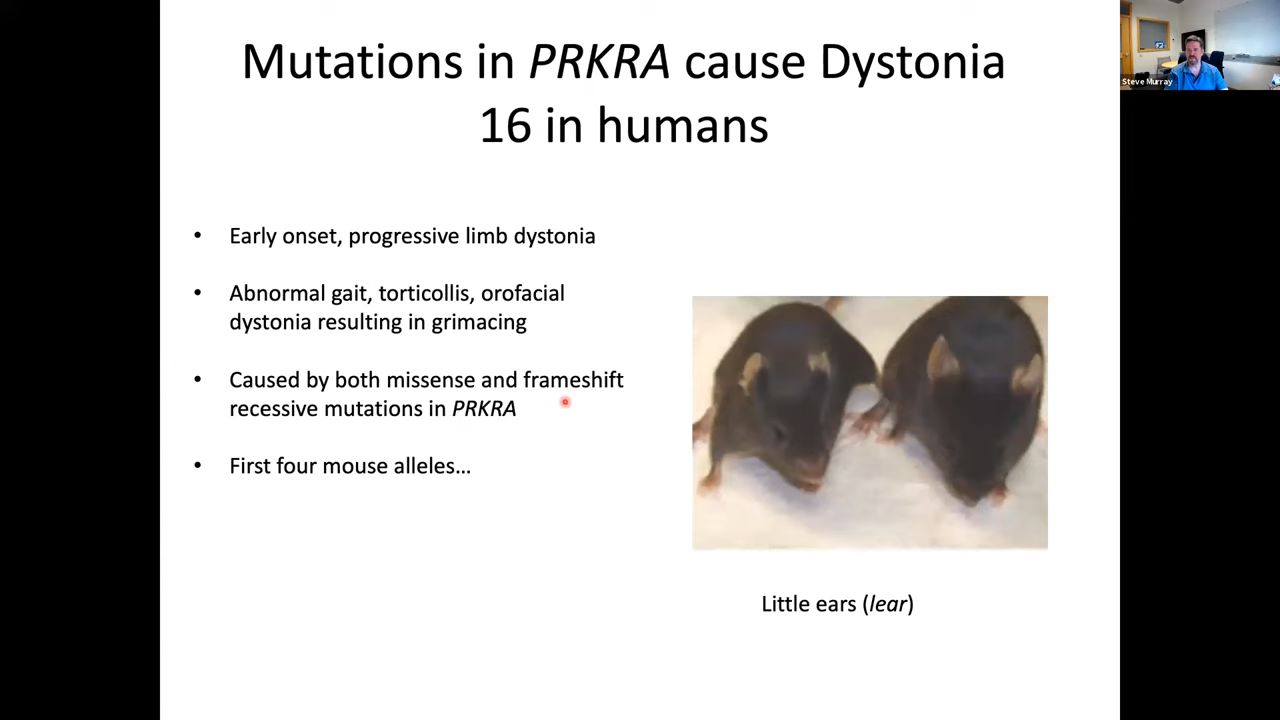 Mutations in PRKRA cause Dystonia
16 in humans
Steve Murray
• Early onset, progressive limb dystonia
• Abnormal gait, torticollis, orofacial
dystonia resulting in grimacing
• Caused by both missense and frameshift
recessive mutations in PRKRA
• First four mouse alleles…
Little ears (lear)